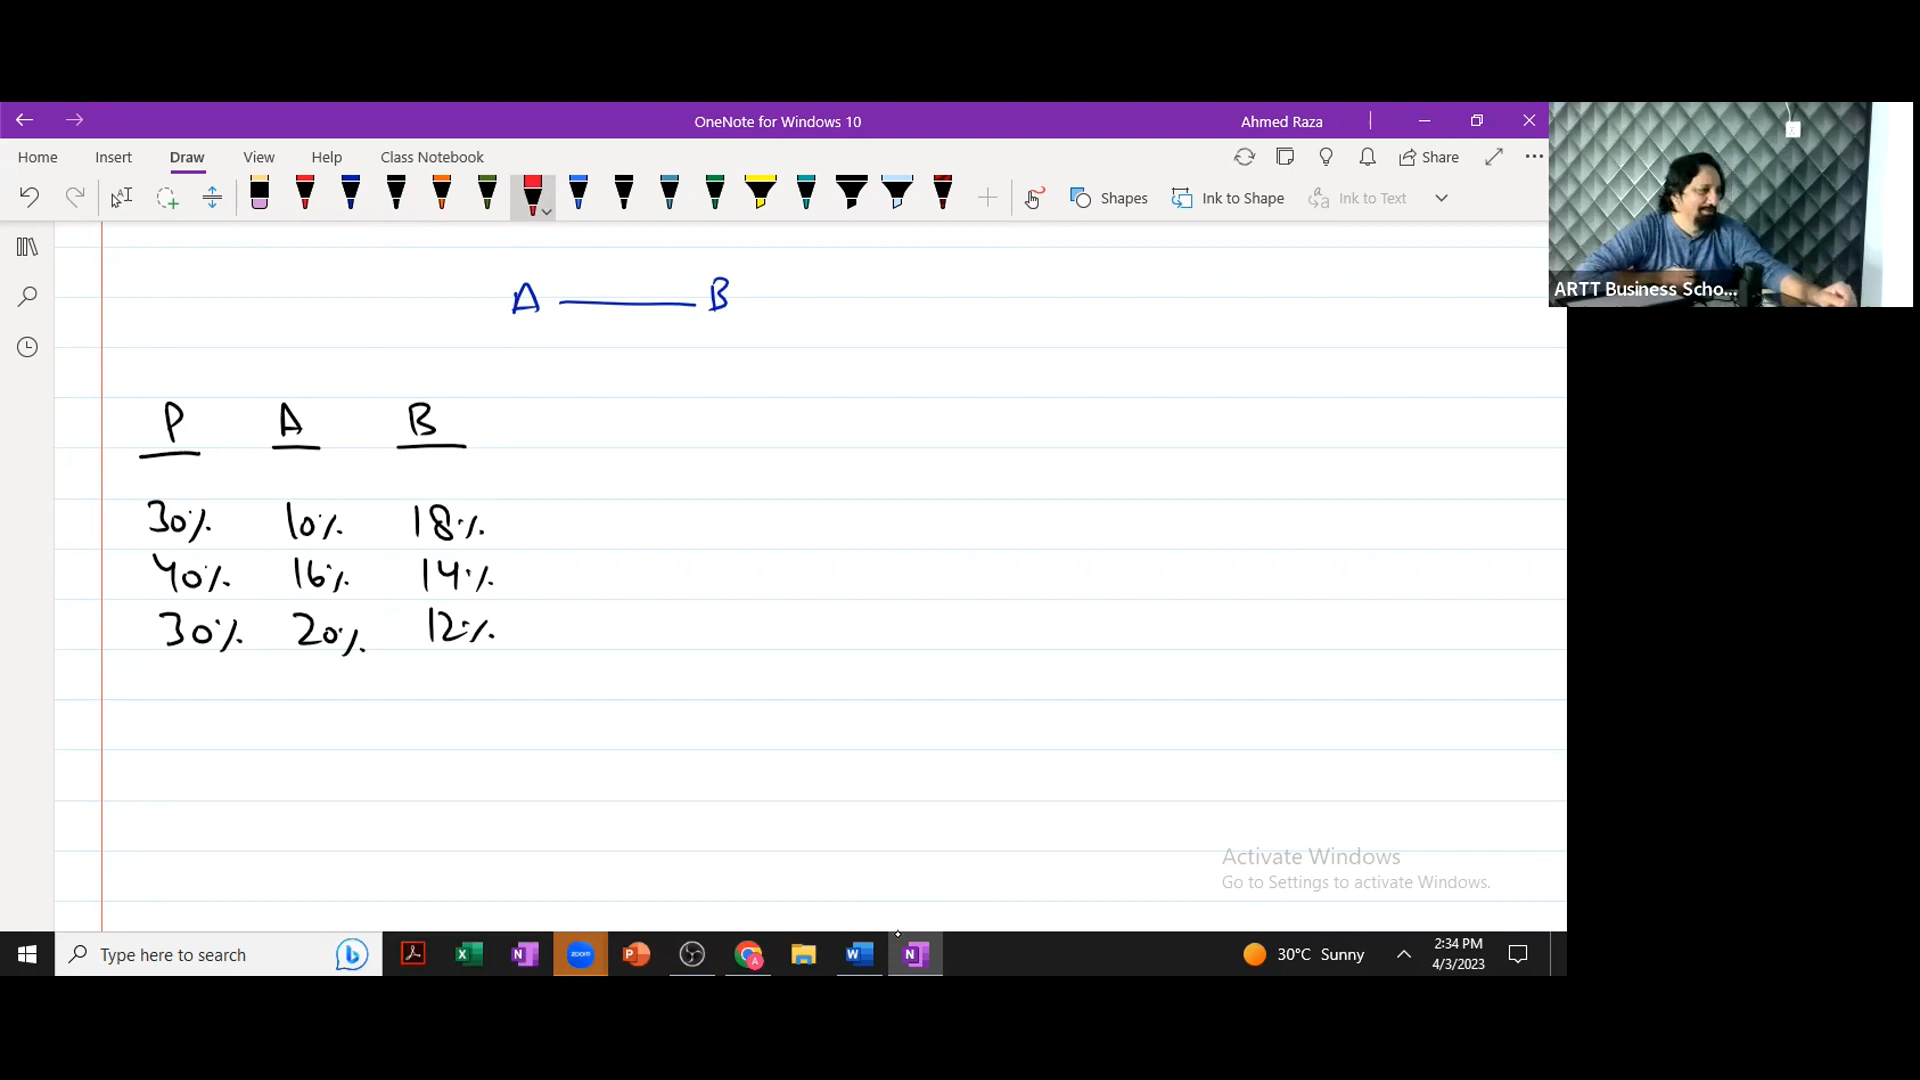 OneNote for Windows 10
Ahmed Raza
Home Insert Draw View Help Class Notebook
Share
Shapes
Ink to Shape
Ink to Text
ARTT Business Scho...
A — B
P A B
30% 10% 18%
40% 16% 14%
30% 20% 12%
Activate Windows
Go to Settings to activate Windows.
Type here to search
zoom
30°C Sunny
2:34 PM
4/3/2023